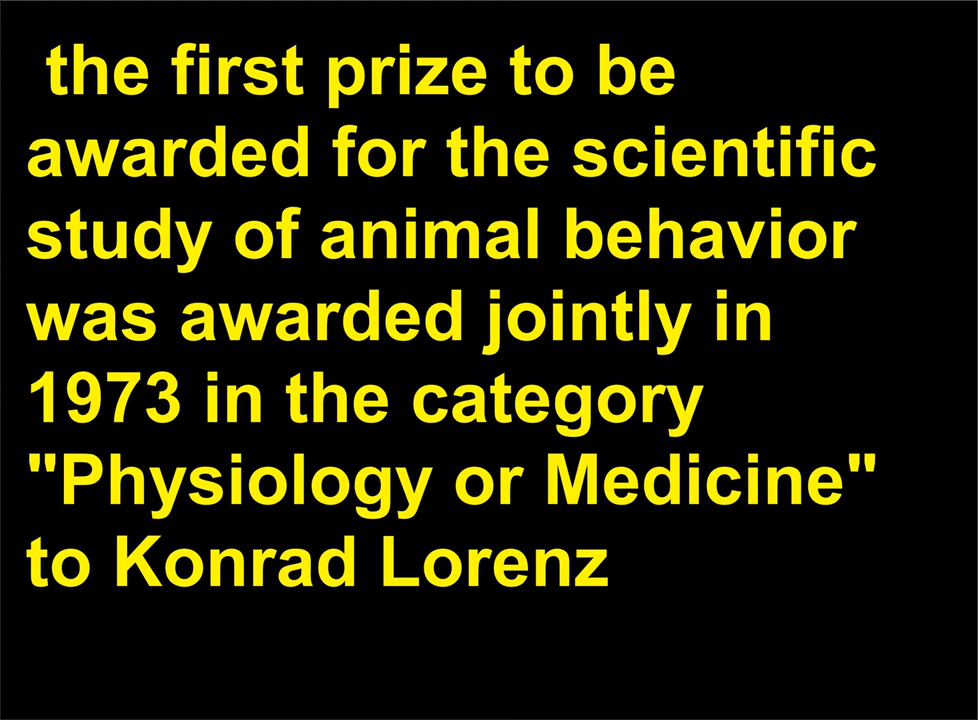 the first prize to be
awarded for the scientific
study of animal behavior
was awarded jointly in
1973 in the category
"Physiology or Medicine"
to Konrad Lorenz